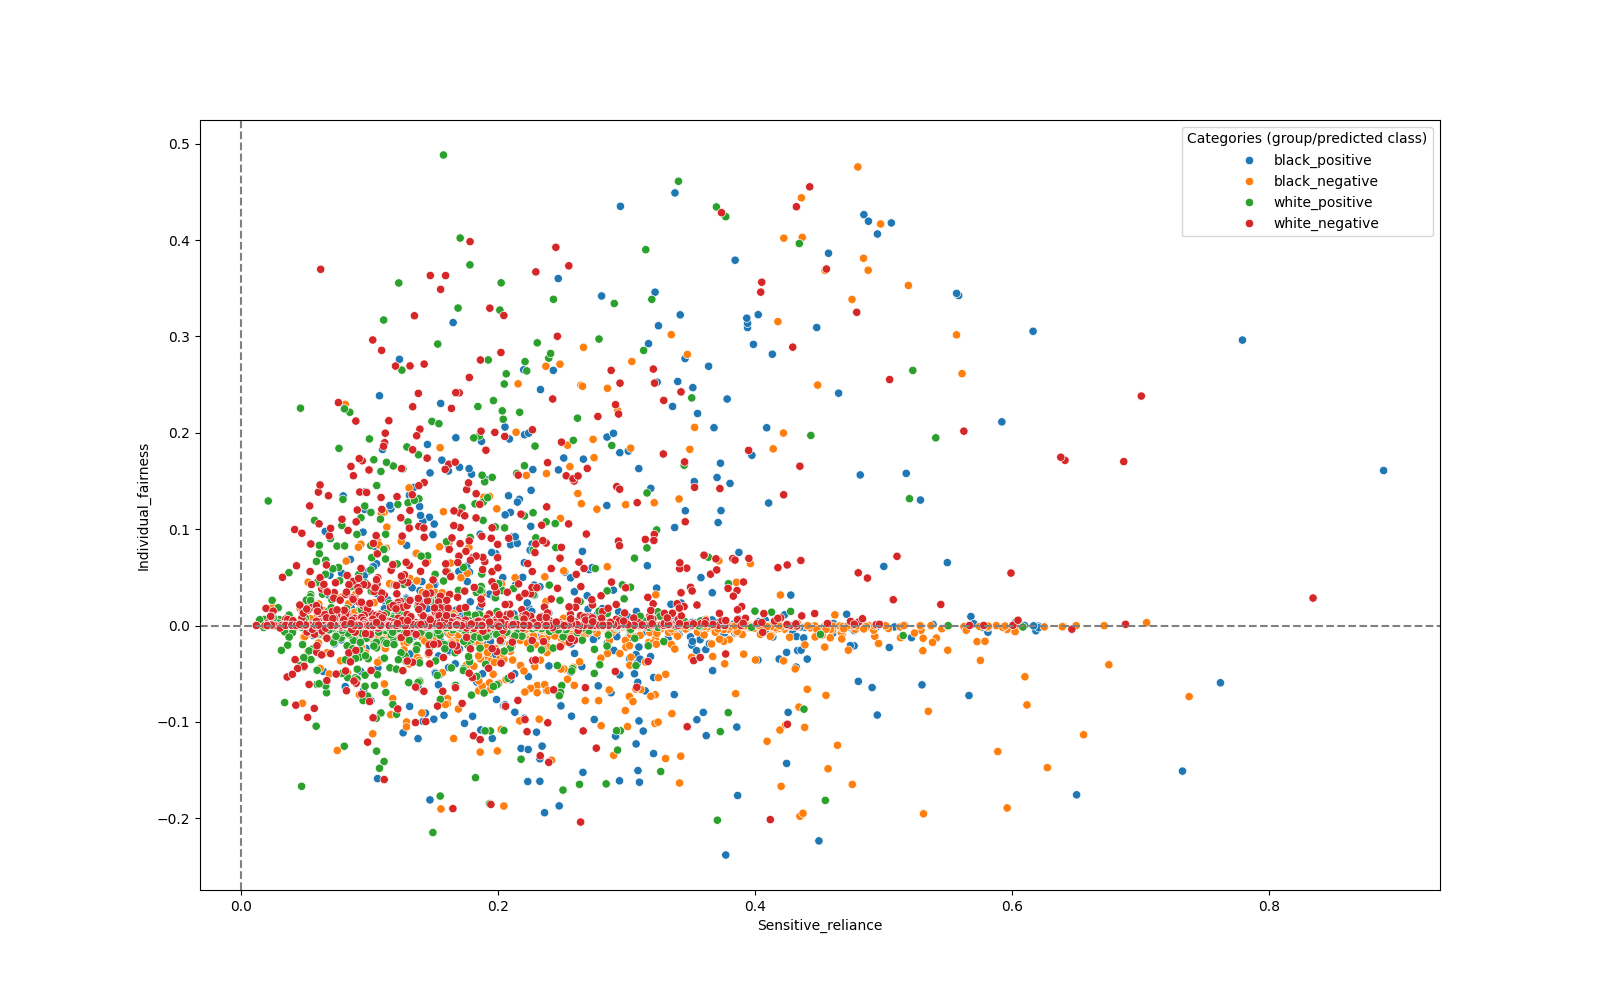 Categories (group/predicted class)
black_positive
black_negative
white_positive
white_negative
0.5
0.4
0.3
0.2
0.1
0.0
−0.1
−0.2
Individual_fairness
0.0 0.2 0.4 0.6 0.8
Sensitive_reliance